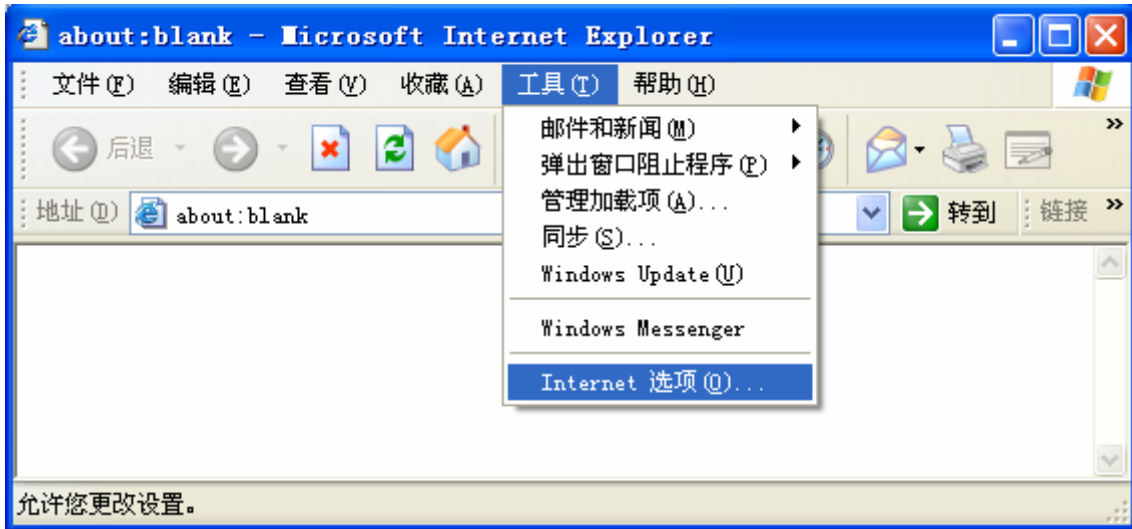 about:blank - Microsoft Internet Explorer
文件(F) 编辑(E) 查看(V) 收藏(A) 工具(T) 帮助(H)
后退
邮件和新闻(M)
弹出窗口阻止程序(P)
管理加载项(A)...
同步(S)...
Windows Update(U)
Windows Messenger
Internet 选项(O)...
地址(D) about:blank 转到 链接
允许您更改设置。